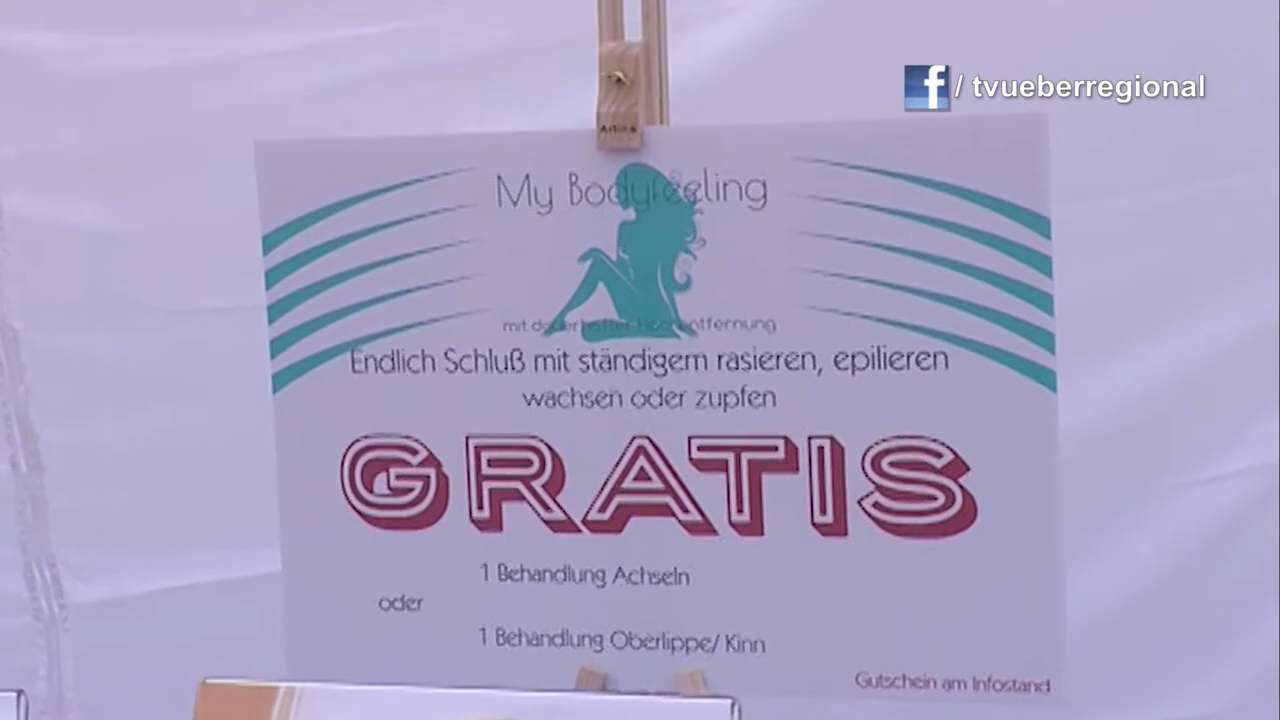 / tvueberregional
Artina
My Bodyfeeling
mit dauerhafter Haarentfernung
Endlich Schluß mit ständigem rasieren, epilieren
wachsen oder zupfen
GRATIS
1 Behandlung Achseln
oder
1 Behandlung Oberlippe/ Kinn
Gutschein am Infostand